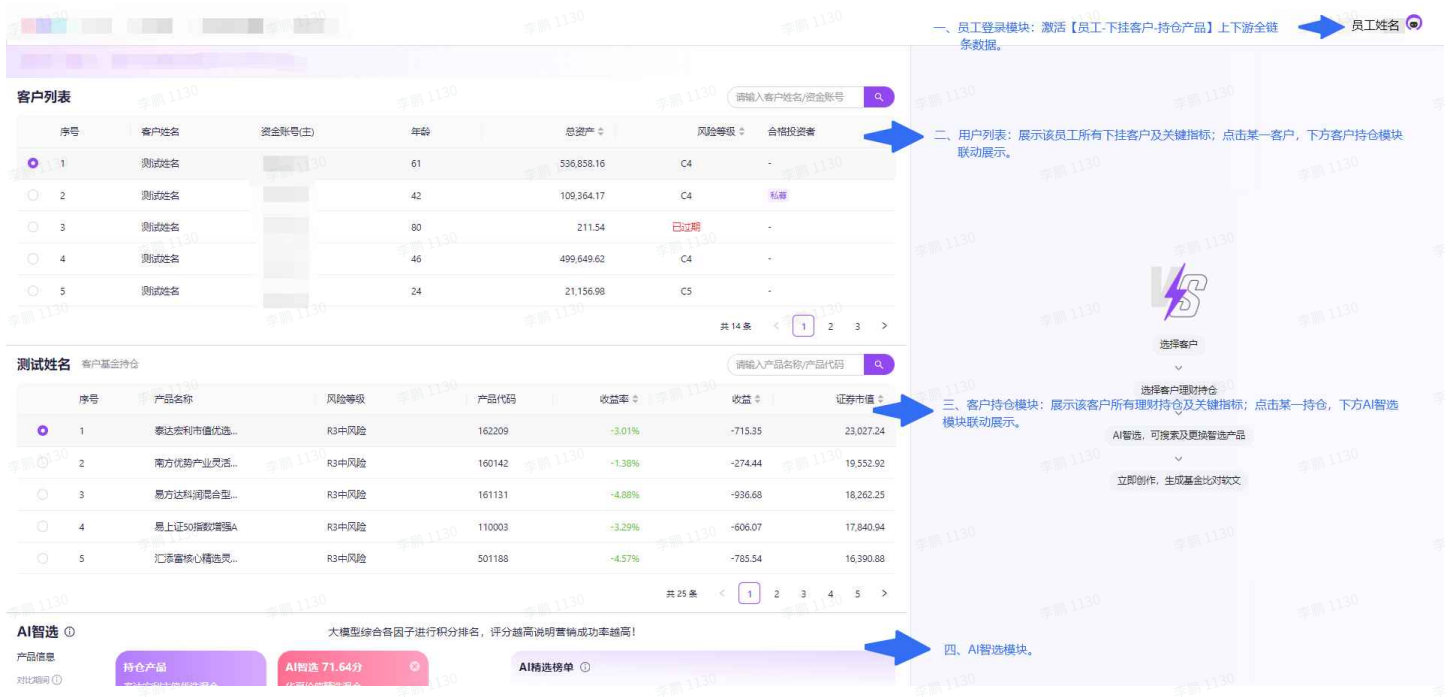 员工姓名
一、员工登录模块：激活【员工-下挂客户-持仓产品】上下游全链
条数据。
客户列表
请输入客户姓名/资金账号
序号 客户姓名 资金账号(主) 年龄 总资产 风险等级 合格投资者
1 测试姓名 61 536,858.16 C4 -
2 测试姓名 42 109,364.17 C4 私募
3 测试姓名 80 211.54 已过期 -
4 测试姓名 46 499,649.62 C4 -
5 测试姓名 24 21,156.98 C5 -
共 14 条 < 1 2 3 >
二、用户列表：展示该员工所有下挂客户及关键指标；点击某一客户，下方客户持仓模块
联动展示。
VS
选择客户
选择客户理财持仓
AI智选，可搜索及更换智选产品
立即创作，生成基金比对软文
测试姓名 客户基金持仓
请输入产品名称/产品代码
序号 产品名称 风险等级 产品代码 收益率 收益 证券市值
1 泰达宏利市值优选... R3中风险 162209 -3.01% -715.35 23,027.24
2 南方优势产业灵活... R3中风险 160142 -1.38% -274.44 19,552.92
3 易方达科润混合型... R3中风险 161131 -4.88% -936.68 18,262.25
4 易上证50指数增强A R3中风险 110003 -3.29% -606.07 17,840.94
5 汇添富核心精选灵... R3中风险 501188 -4.57% -785.54 16,390.88
共 25 条 < 1 2 3 4 5 >
三、客户持仓模块：展示该客户所有理财持仓及关键指标；点击某一持仓，下方AI智选
模块联动展示。
AI智选
大模型综合各因子进行积分排名，评分越高说明营销成功率越高！
产品信息
对比期间
持仓产品
AI智选 71.64分
AI精选榜单
四、AI智选模块。
李鹏 1130